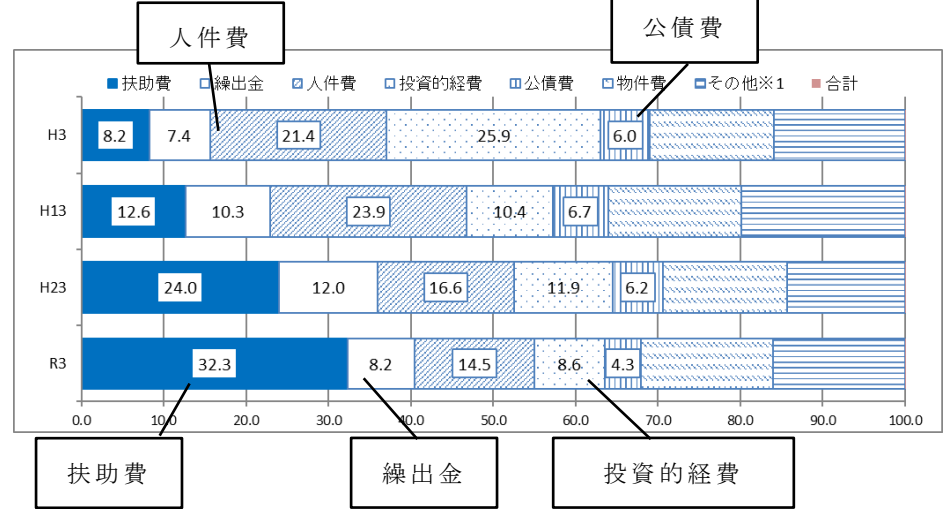 人件費
公債費
扶助費 繰出金 人件費 投資的経費 公債費 物件費 その他※1 合計
H3 8.2 7.4 21.4 25.9 6.0
H13 12.6 10.3 23.9 10.4 6.7
H23 24.0 12.0 16.6 11.9 6.2
R3 32.3 8.2 14.5 8.6 4.3
0.0 10.0 20.0 30.0 40.0 50.0 60.0 70.0 80.0 90.0 100.0
扶助費 繰出金 投資的経費